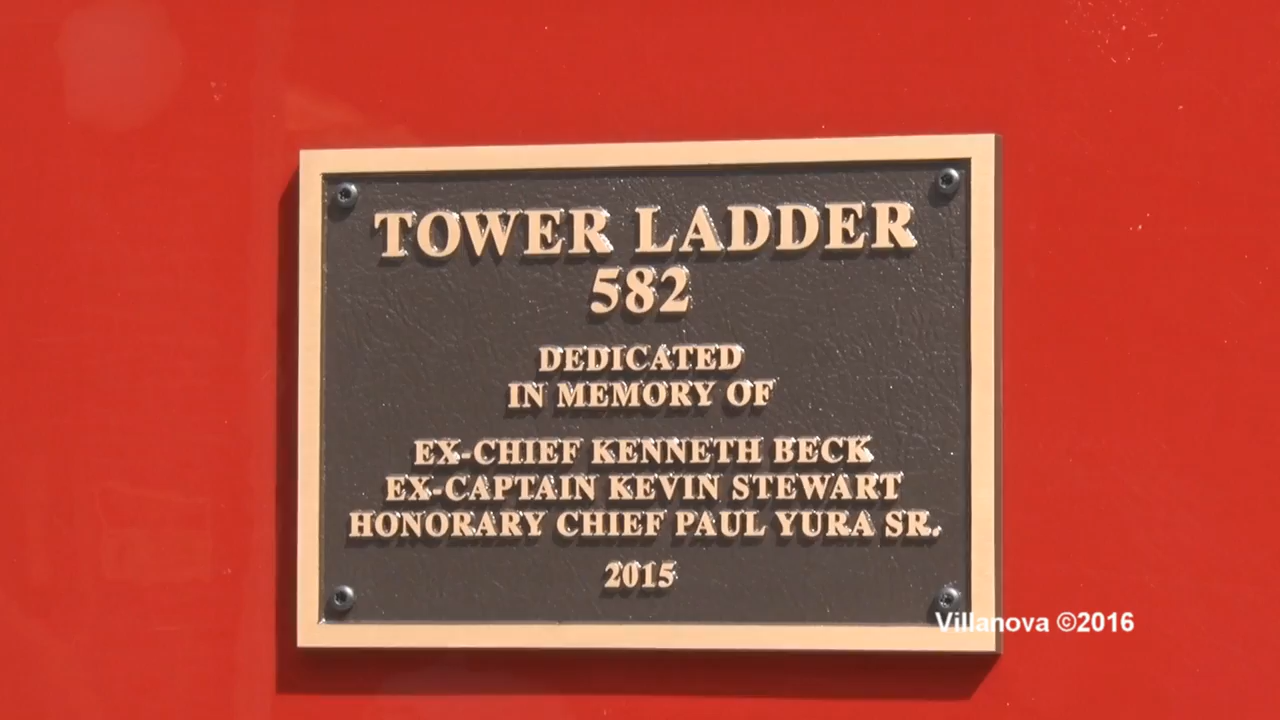 TOWER LADDER
582
DEDICATED
IN MEMORY OF
EX-CHIEF KENNETH BECK
EX-CAPTAIN KEVIN STEWART
HONORARY CHIEF PAUL YURA SR.
2015
Villanova ©2016